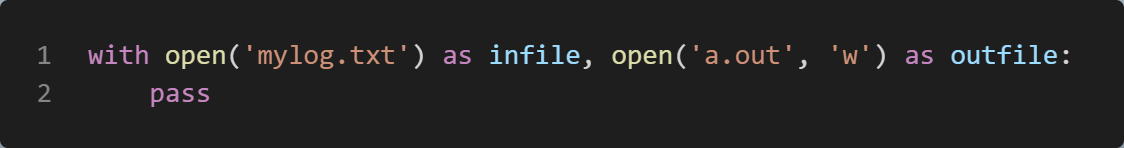 1 with open('mylog.txt') as infile, open('a.out', 'w') as outfile:
2     pass